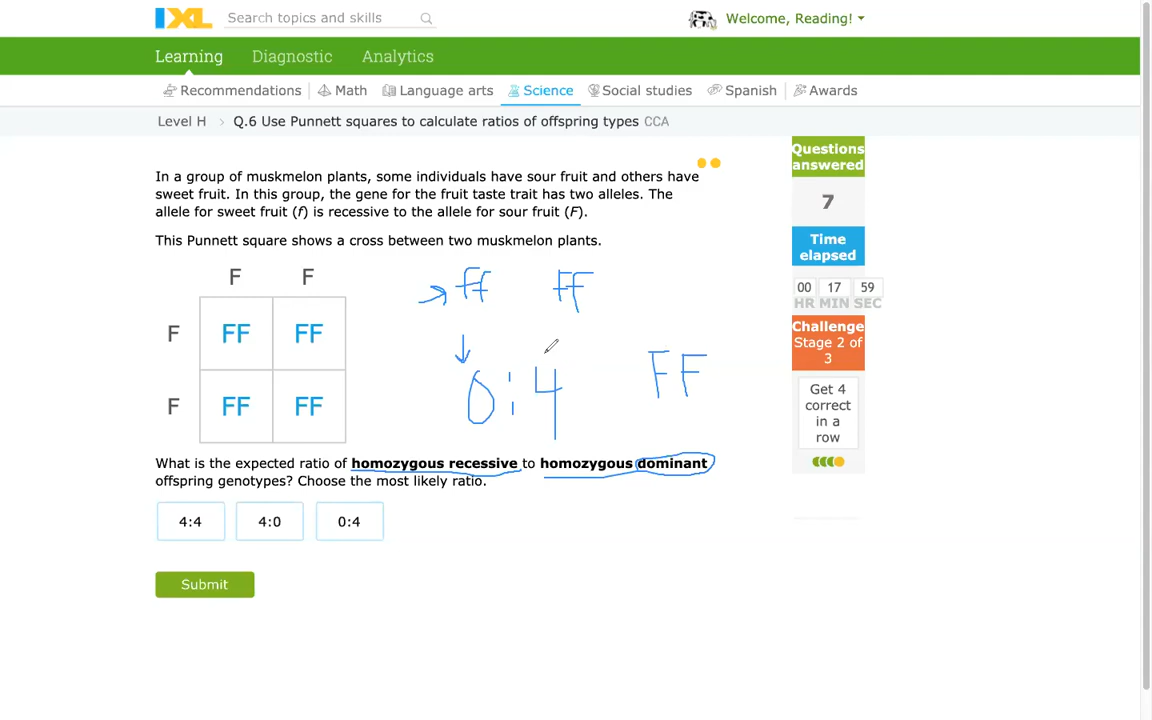 IXL Search topics and skills Welcome, Reading!
Learning Diagnostic Analytics
Recommendations Math Language arts Science Social studies Spanish Awards
Level H > Q.6 Use Punnett squares to calculate ratios of offspring types CCA
In a group of muskmelon plants, some individuals have sour fruit and others have
sweet fruit. In this group, the gene for the fruit taste trait has two alleles. The
allele for sweet fruit (f) is recessive to the allele for sour fruit (F).
This Punnett square shows a cross between two muskmelon plants.
F F
F FF FF
F FF FF
→ ff FF
↓
0:4 FF
What is the expected ratio of homozygous recessive to homozygous dominant
offspring genotypes? Choose the most likely ratio.
4:4 4:0 0:4
Submit
Questions
answered
7
Time
elapsed
00 17 59
HR MIN SEC
Challenge
Stage 2 of
3
Get 4
correct
in a
row